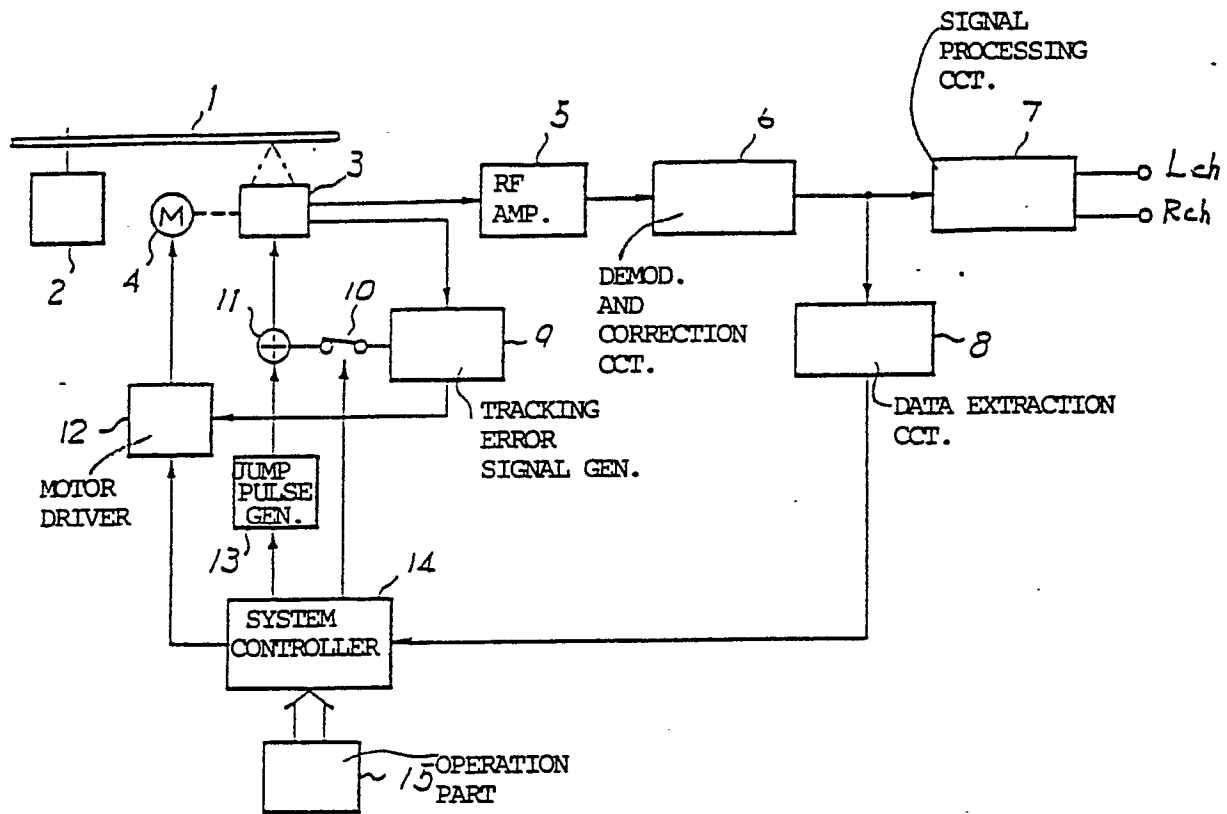 SIGNAL
PROCESSING
CCT.
1
5
6
7
3
RF
AMP.
Lch
Rch
M
4
2
DEMOD.
AND
CORRECTION
CCT.
11
10
9
8
12
TRACKING
ERROR
SIGNAL GEN.
DATA EXTRACTION
CCT.
MOTOR
DRIVER
JUMP
PULSE
GEN.
13
14
SYSTEM
CONTROLLER
15
OPERATION
PART